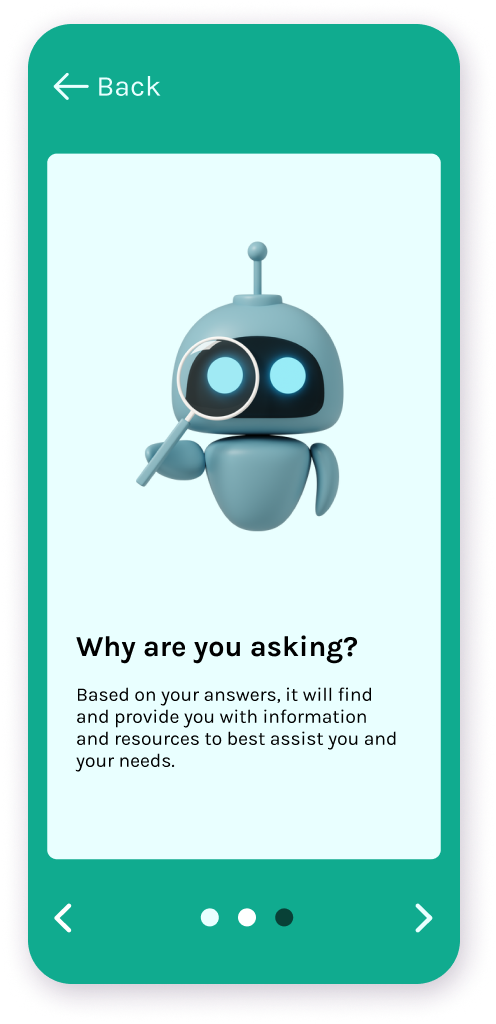 Back
Why are you asking?
Based on your answers, it will find
and provide you with information
and resources to best assist you and
your needs.